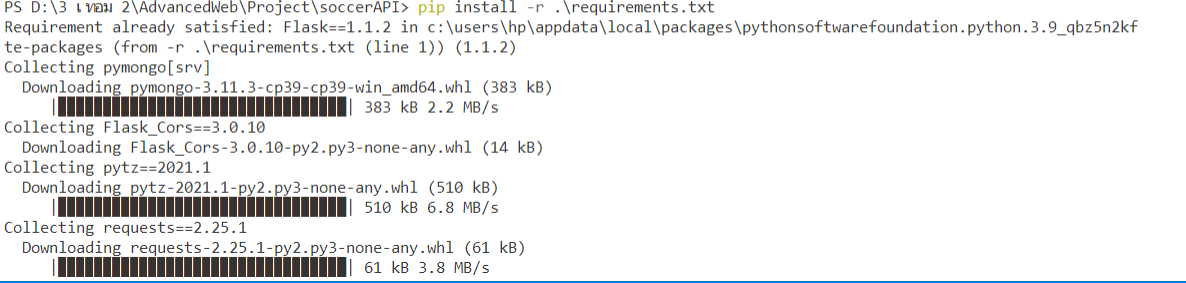 PS D:\3 เทอม 2\AdvancedWeb\Project\soccerAPI> pip install -r .\requirements.txt
Requirement already satisfied: Flask==1.1.2 in c:\users\hp\appdata\local\packages\pythonsoftwarefoundation.python.3.9_qbz5n2kf
te-packages (from -r .\requirements.txt (line 1)) (1.1.2)
Collecting pymongo[srv]
Downloading pymongo-3.11.3-cp39-cp39-win_amd64.whl (383 kB)
|████████████████████████████████| 383 kB 2.2 MB/s
Collecting Flask_Cors==3.0.10
Downloading Flask_Cors-3.0.10-py2.py3-none-any.whl (14 kB)
Collecting pytz==2021.1
Downloading pytz-2021.1-py2.py3-none-any.whl (510 kB)
|████████████████████████████████| 510 kB 6.8 MB/s
Collecting requests==2.25.1
Downloading requests-2.25.1-py2.py3-none-any.whl (61 kB)
|████████████████████████████████| 61 kB 3.8 MB/s